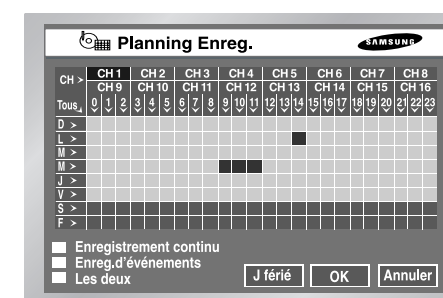 Planning Enreg. SAMSUNG
CH > CH 1 CH 2 CH 3 CH 4 CH 5 CH 6 CH 7 CH 8
CH 9 CH 10 CH 11 CH 12 CH 13 CH 14 CH 15 CH 16
Tous 0 1 2 3 4 5 6 7 8 9 10 11 12 13 14 15 16 17 18 19 20 21 22 23
D >
L >
M >
M >
J >
V >
S >
F >
Enregistrement continu
Enreg.d'événements
Les deux
J férié OK Annuler